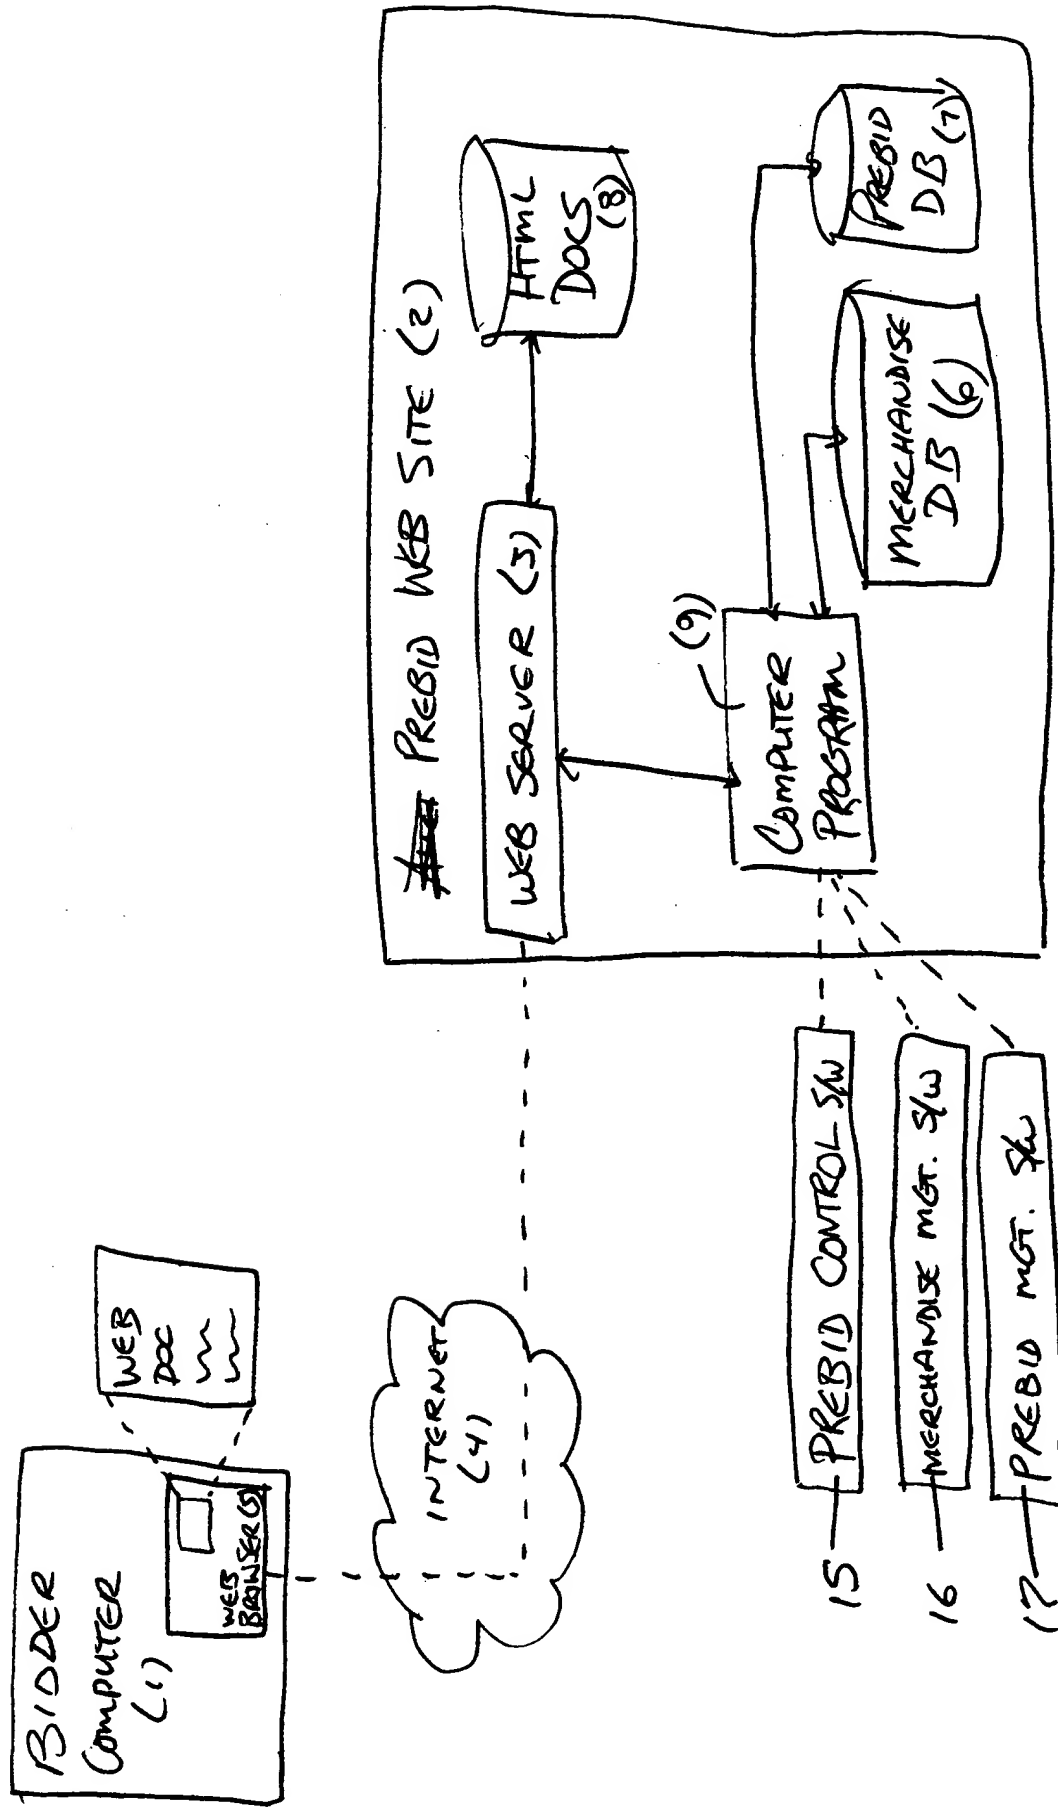 BIDDER
COMPUTER
(1)
WEB
BROWSER (5)
WEB
DOC
INTERNET
(4)
PREBID WEB SITE (2)
WEB SERVER (3)
HTML
DOCS
(8)
(9)
COMPUTER
PROGRAM
MERCHANDISE
DB (6)
PREBID
DB (7)
15
PREBID CONTROL S/W
16
MERCHANDISE MGT. S/W
17
PREBID MGT. S/W